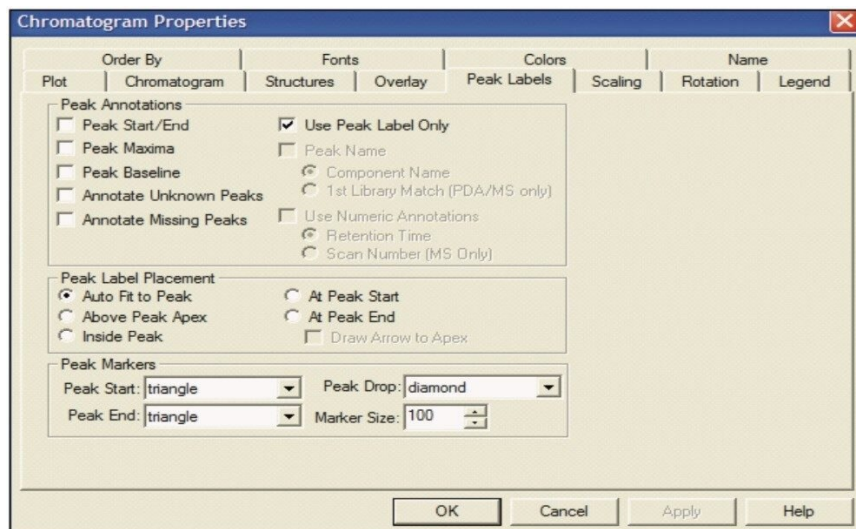 Chromatogram Properties
Order By Fonts Colors Name
Plot Chromatogram Structures Overlay Peak Labels Scaling Rotation Legend
Peak Annotations
Peak Start/End Use Peak Label Only
Peak Maxima Peak Name
Peak Baseline Component Name
Annotate Unknown Peaks 1st Library Match (PDA/MS only)
Annotate Missing Peaks Use Numeric Annotations
Retention Time
Scan Number (MS Only)
Peak Label Placement
Auto Fit to Peak At Peak Start
Above Peak Apex At Peak End
Inside Peak Draw Arrow to Apex
Peak Markers
Peak Start: triangle Peak Drop: diamond
Peak End: triangle Marker Size: 100
OK Cancel Apply Help